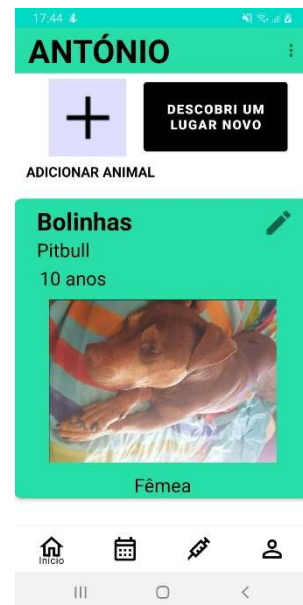 17:44
ANTÓNIO
DESCOBRI UM
LUGAR NOVO
ADICIONAR ANIMAL
Bolinhas
Pitbull
10 anos
Fêmea
Início